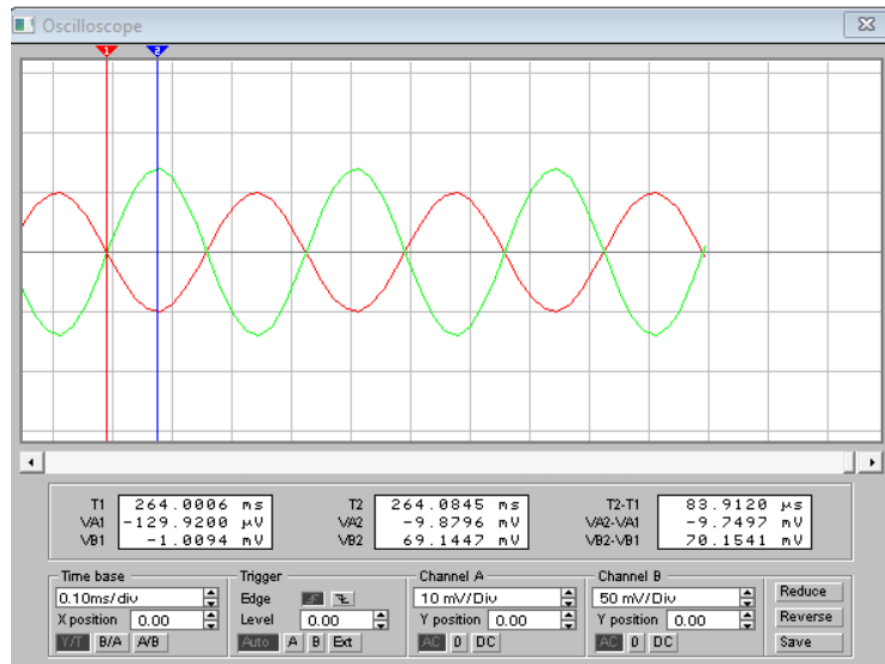 Oscilloscope
1 2
T1 264.0006 ms T2 264.0845 ms T2-T1 83.9120 µs
VA1 -129.9200 µV VA2 -9.8796 mV VA2-VA1 -9.7497 mV
VB1 -1.0094 mV VB2 69.1447 mV VB2-VB1 70.1541 mV
Time base Trigger Channel A Channel B
0.10ms/div Edge 10 mV/Div 50 mV/Div Reduce
X position 0.00 Level 0.00 Y position 0.00 Y position 0.00 Reverse
Y/T B/A A/B Auto A B Ext AC 0 DC AC 0 DC Save